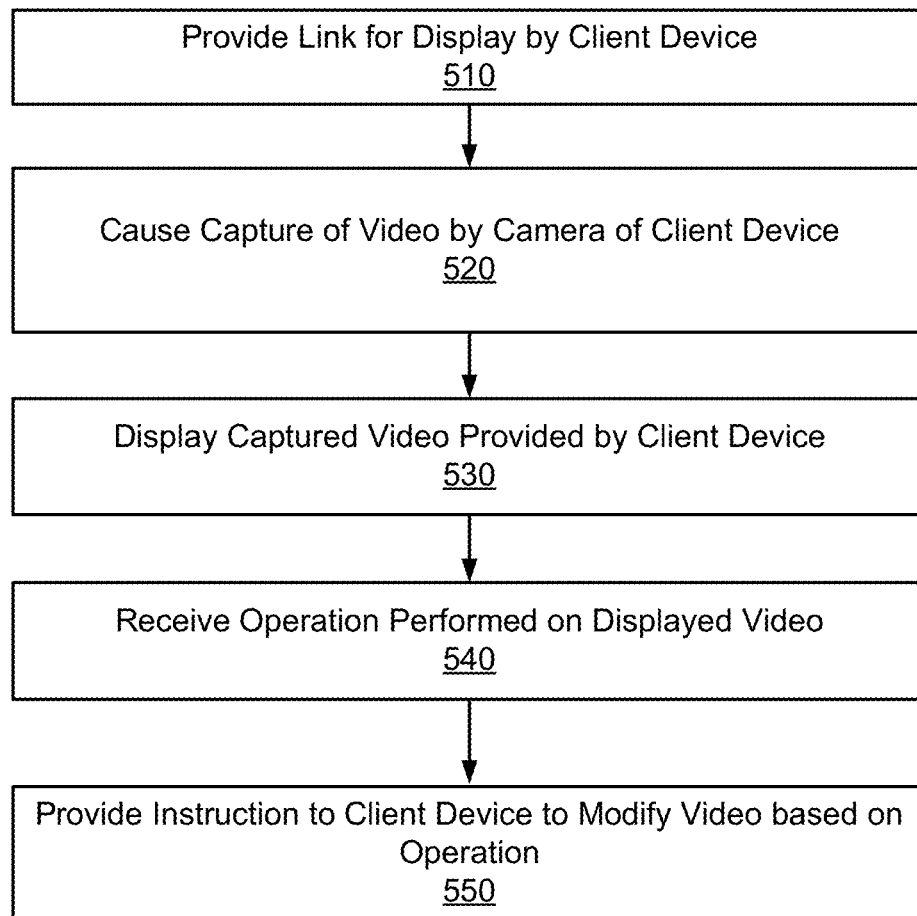 Provide Link for Display by Client Device
510
Cause Capture of Video by Camera of Client Device
520
Display Captured Video Provided by Client Device
530
Receive Operation Performed on Displayed Video
540
Provide Instruction to Client Device to Modify Video based on
Operation
550